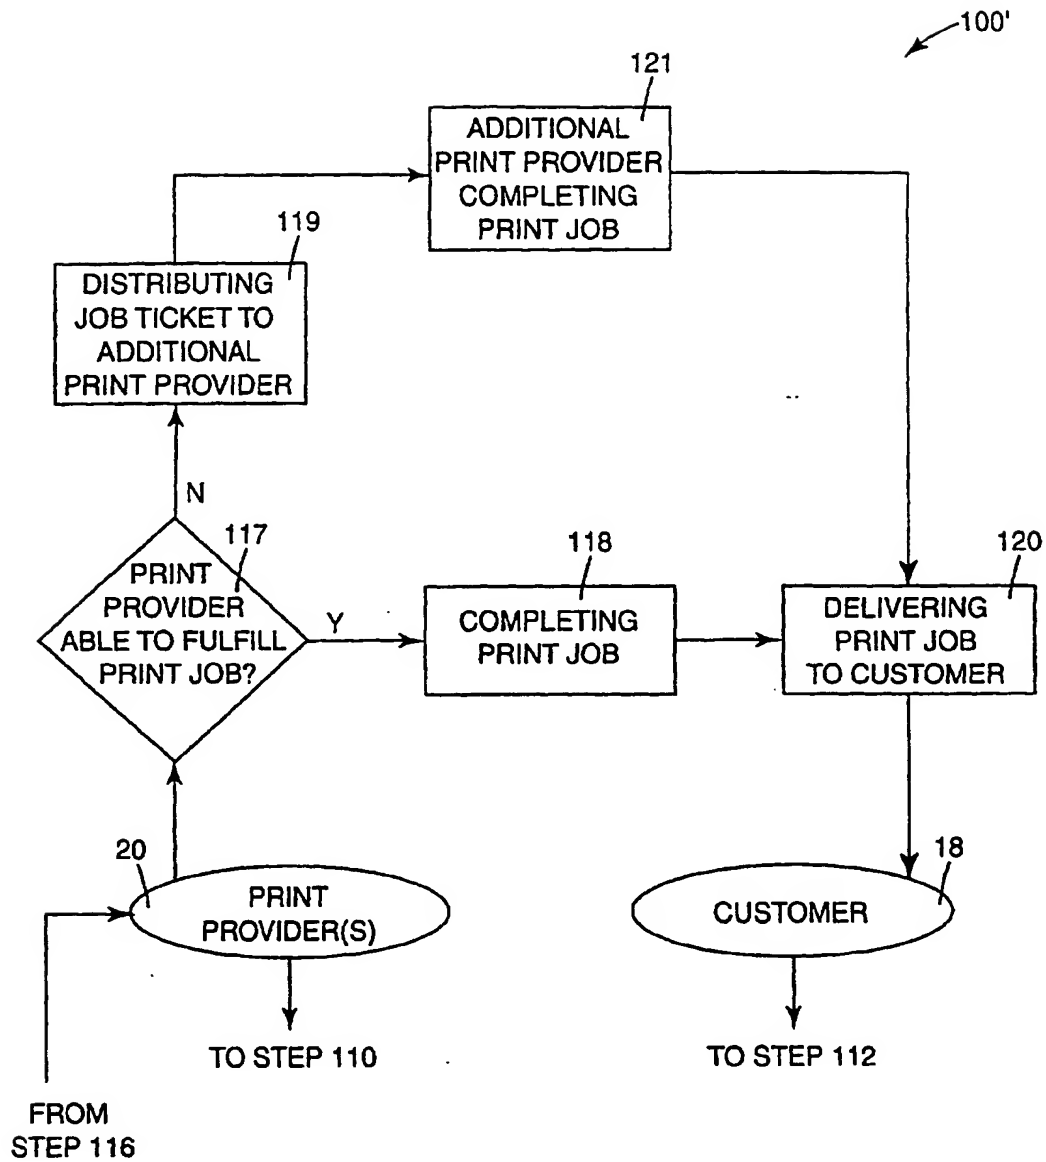 100'
121
ADDITIONAL
PRINT PROVIDER
COMPLETING
PRINT JOB
119
DISTRIBUTING
JOB TICKET TO
ADDITIONAL
PRINT PROVIDER
N
117
PRINT
PROVIDER
ABLE TO FULFILL
PRINT JOB?
Y
118
COMPLETING
PRINT JOB
120
DELIVERING
PRINT JOB
TO CUSTOMER
20
PRINT
PROVIDER(S)
18
CUSTOMER
TO STEP 110
TO STEP 112
FROM
STEP 116